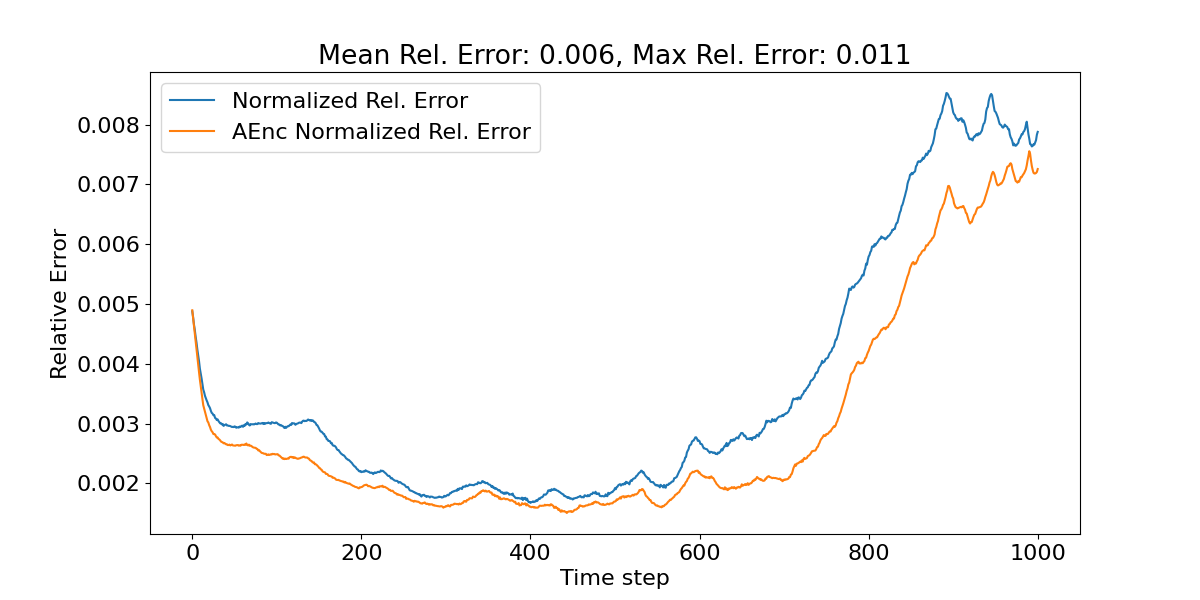 Mean Rel. Error: 0.006, Max Rel. Error: 0.011
Normalized Rel. Error
AEnc Normalized Rel. Error
Relative Error
0.008
0.007
0.006
0.005
0.004
0.003
0.002
0
200
400
600
800
1000
Time step